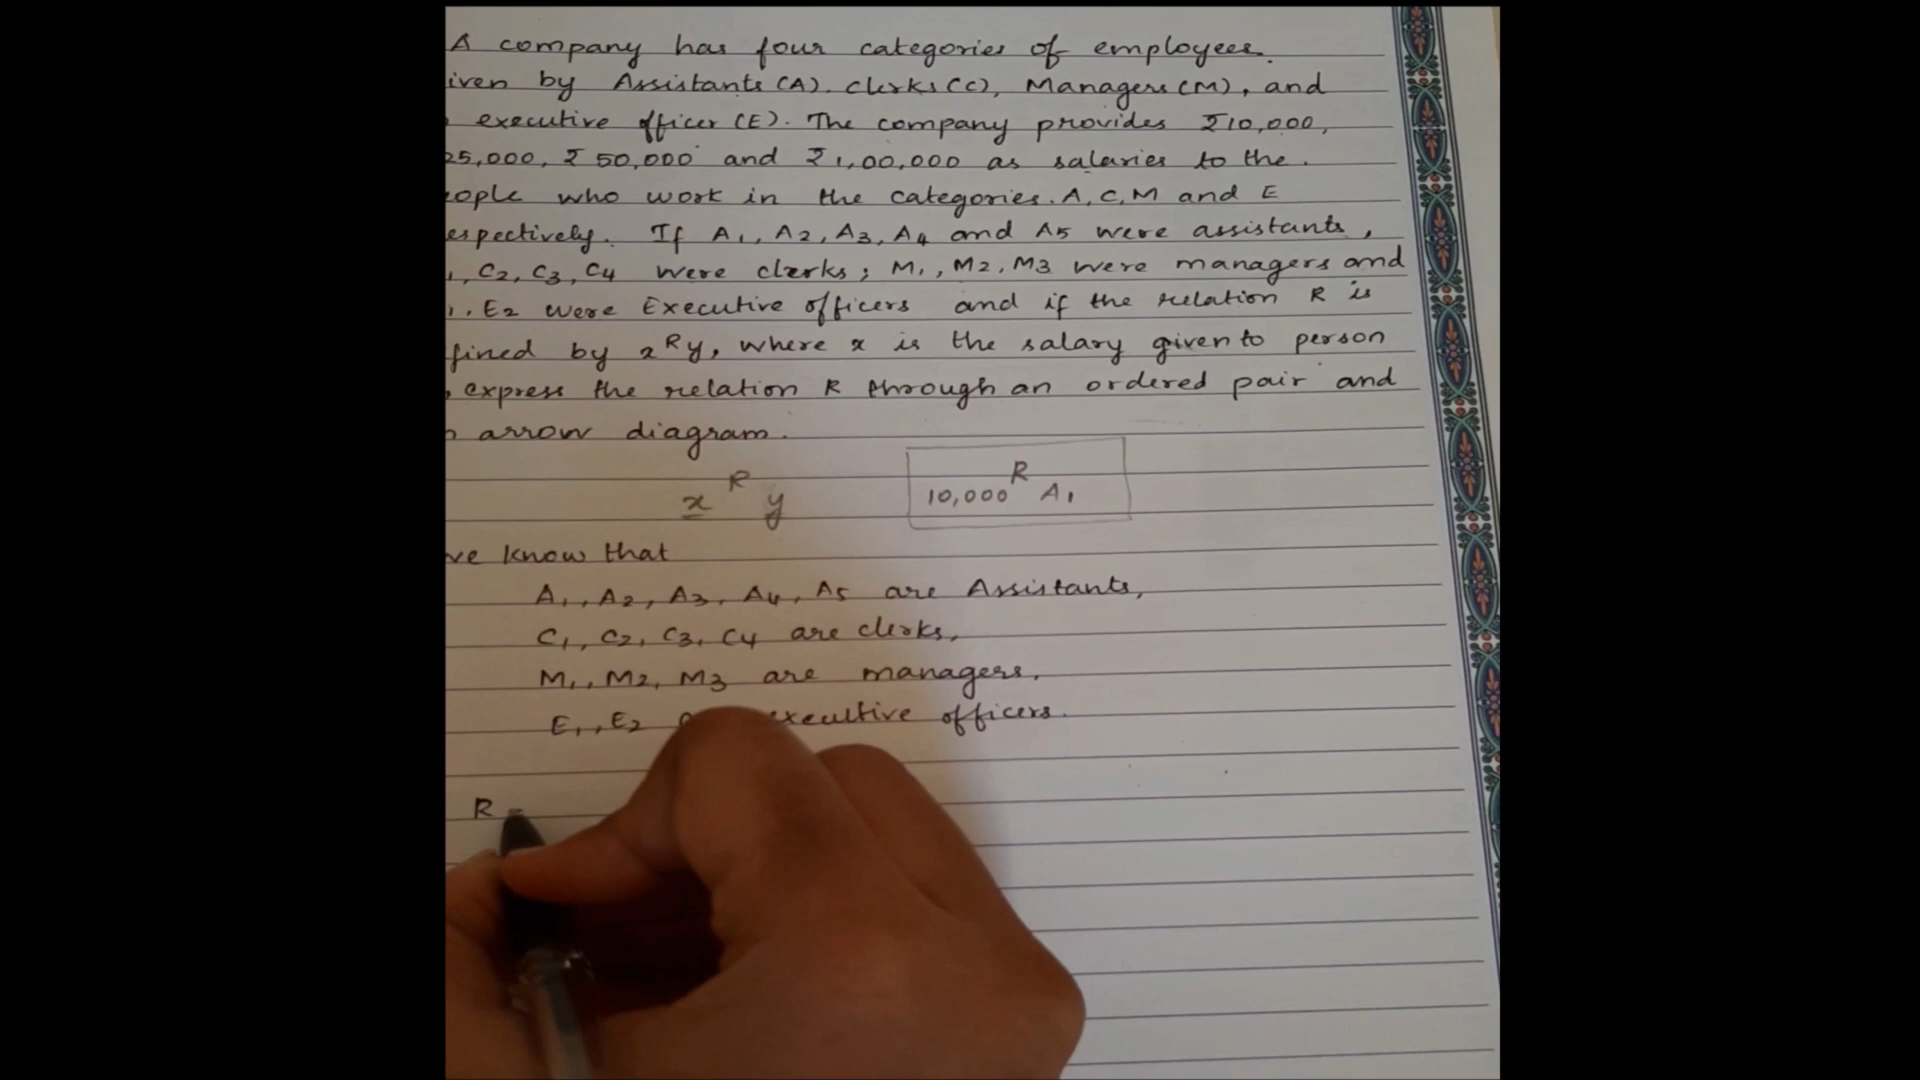 A company has four categories of employees.
iven by Assistants (A). clerks (C), Managers (M), and
executive officer (E). The company provides ₹10,000,
25,000, ₹50,000 and ₹1,00,000 as salaries to the.
eople who work in the categories. A, C, M and E
espectively. If A1, A2, A3, A4 and A5 were assistants,
1, C2, C3, C4 were clerks; M1, M2, M3 were managers and
1, E2 were Executive officers and if the relation R is
fined by xRy, where x is the salary given to person
, express the relation R through an ordered pair and
n arrow diagram.
x R y
10,000 R A1
we know that
A1, A2, A3, A4, A5 are Assistants,
C1, C2, C3, C4 are clerks,
M1, M2, M3 are managers,
E1, E2 officers.
R =